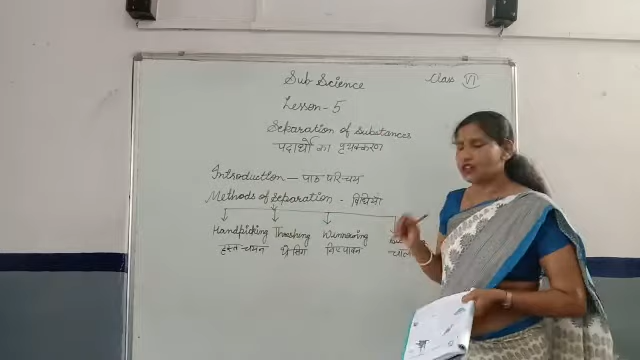 Sub-Science
Class VI
Lesson-5
Separation of Substances
पदार्थो का पृथक्करण
Introduction - पाठ परिचय
Methods of separation - विधियाँ
Handpicking Threshing Winnowing
हस्त चयन थ्रेसिंग निष्पावन